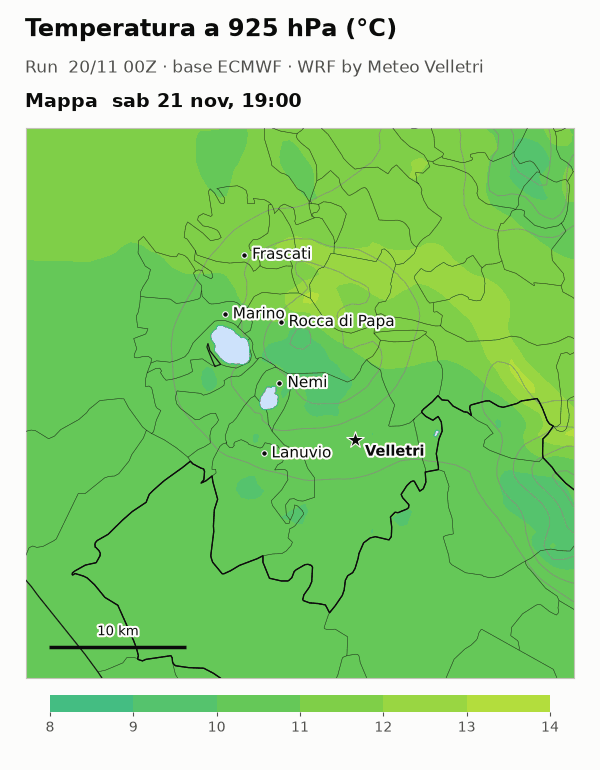 Temperatura a 925 hPa (°C)
Run  20/11 00Z · base ECMWF · WRF by Meteo Velletri
Mappa  sab 21 nov, 19:00
Frascati
Marino
Rocca di Papa
Nemi
Velletri
Lanuvio
10 km
8 9 10 11 12 13 14